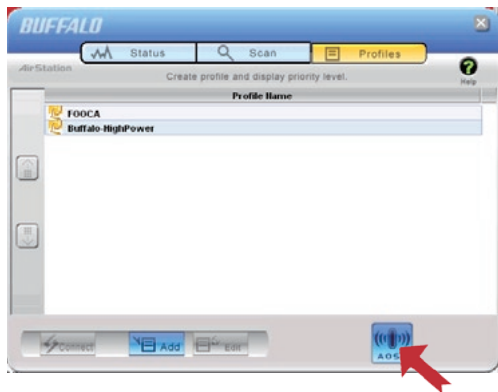 BUFFALO
Status Scan Profiles
AirStation
Create profile and display priority level.
Help
Profile Name
FOOCA
Buffalo-HighPower
Connect Add Edit
AOSS